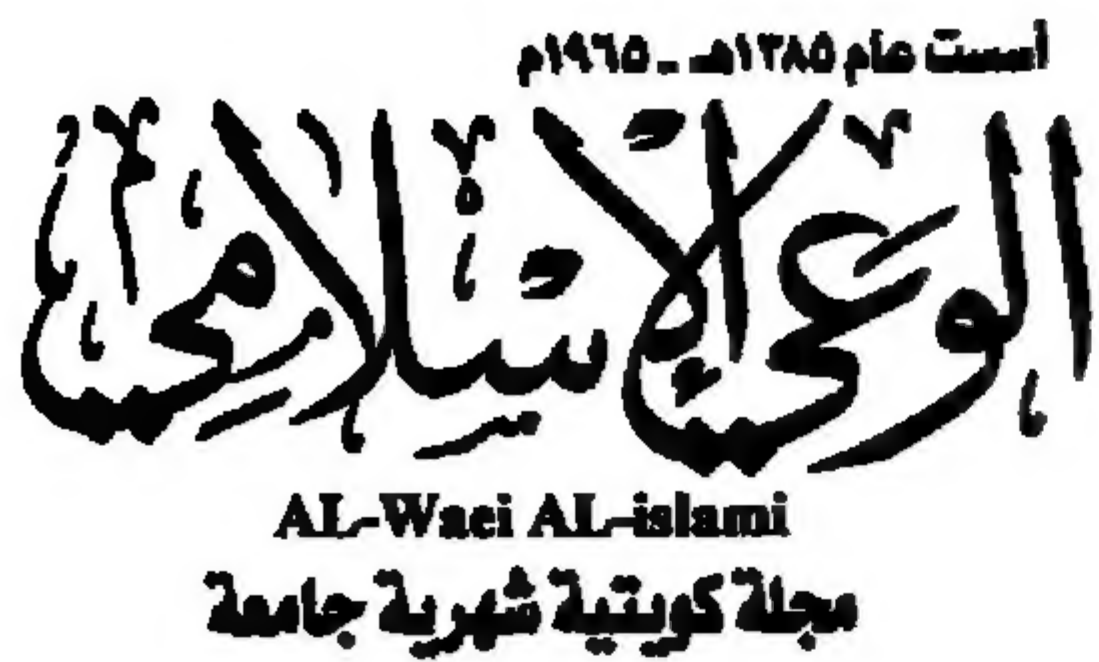 أسست عام ١٣٨٥هـ - ١٩٦٥م
الوعي الإسلامي
AL-Waei AL-islami
مجلة كويتية شهرية جامعة